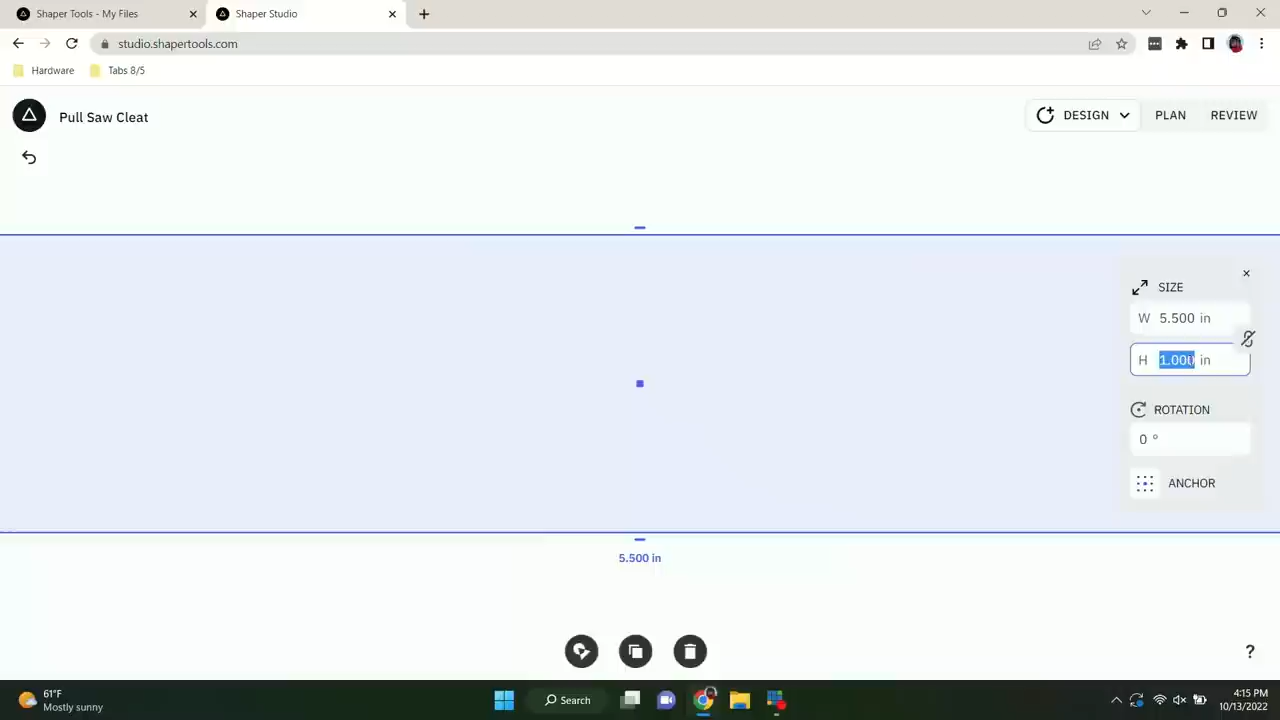 Shaper Tools - My Files
Shaper Studio
studio.shapertools.com
Hardware
Tabs 8/5
Pull Saw Cleat
DESIGN
PLAN
REVIEW
SIZE
W 5.500 in
H 1.000 in
ROTATION
0 °
ANCHOR
5.500 in
?
61°F
Mostly sunny
Search
4:15 PM
10/13/2022